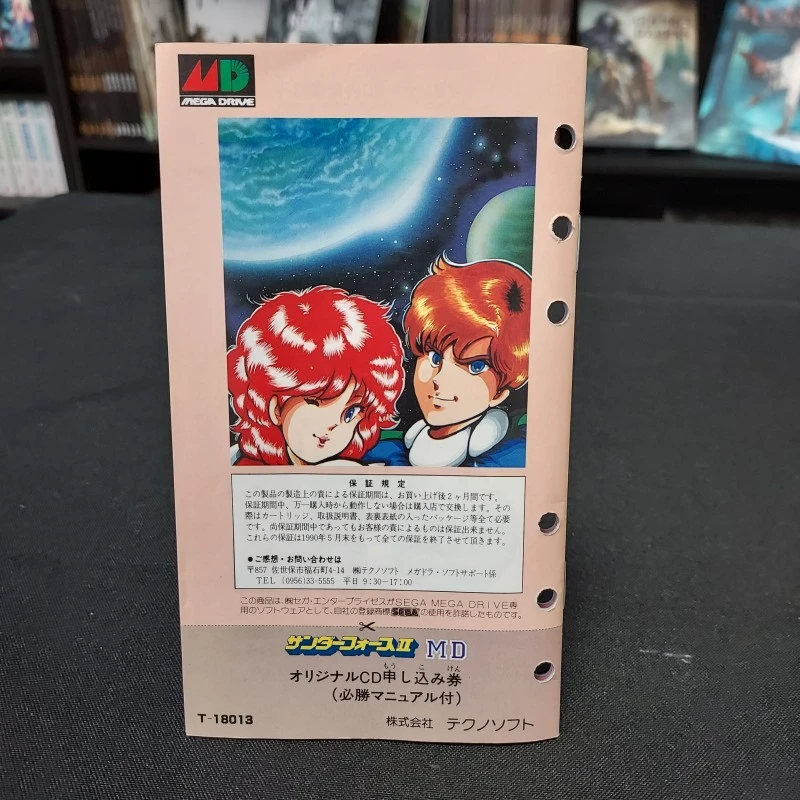 MD
MEGA DRIVE
保証規定
この製品の製造上の責による保証期間は、お買い上げ後2ヶ月間です。
保証期間中、万一購入時から動作しない場合は購入店で交換します。その
際はカートリッジ、取扱説明書、表裏表紙の入ったパッケージ等全て必要
です。尚保証期間中であってもお客様の責によるものは保証出来ません。
これらの保証は1990年5月末をもって全ての保証を終了させて頂きます。
●ご感想・お問い合わせは
〒857 佐世保市福石町4-14 ㈱テクノソフト メガドラ・ソフトサポート係
TEL (0956)33-5555 平日 9:30-17:00
この商品は、㈱セガ・エンタープライゼスがSEGA MEGA DRIVE専
用のソフトウェアとして、自社の登録商標SEGAの使用を許諾したものです。
サンダーフォースII MD
もう こ けん
オリジナルCD申し込み券
(必勝マニュアル付)
T-18013 株式会社 テクノソフト